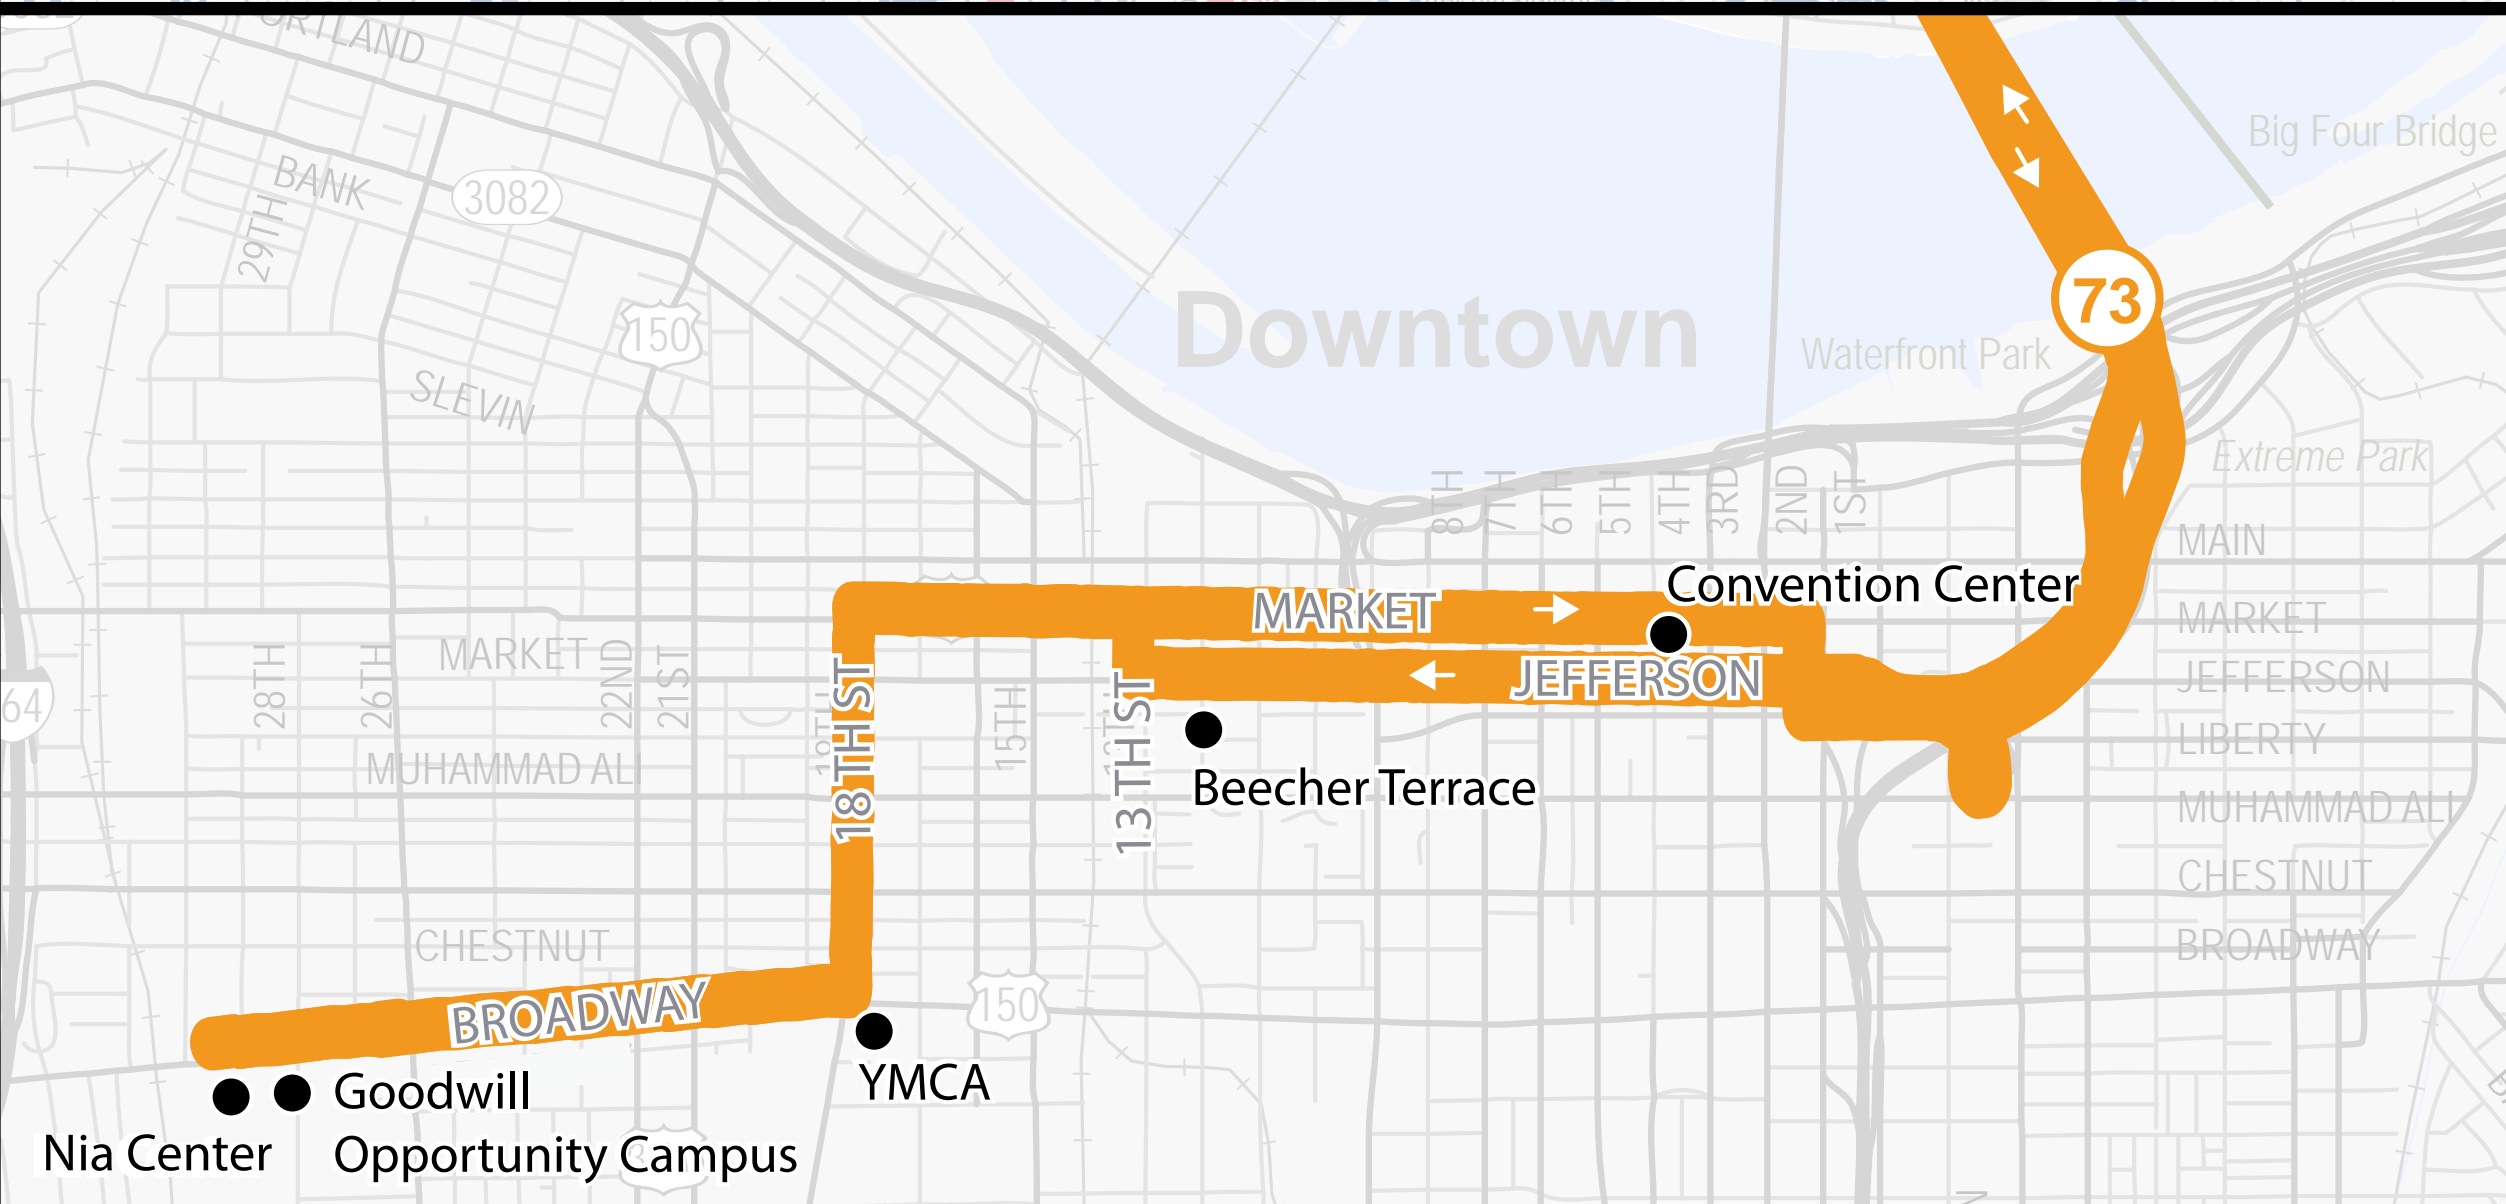 BANK
3082
29TH
Big Four Bridge
73
150
Downtown
Waterfront Park
SLEVIN
Extreme Park
8TH
7TH
6TH
5TH
4TH
3RD
2ND
1ST
MAIN
Convention Center
MARKET
MARKET
MARKET
JEFFERSON
JEFFERSON
28TH
26TH
22ND
21ST
18TH ST
15TH
13TH ST
64
LIBERTY
MUHAMMAD ALI
Beecher Terrace
MUHAMMAD ALI
CHESTNUT
CHESTNUT
BROADWAY
BROADWAY
150
YMCA
Goodwill
Opportunity Campus
Nia Center